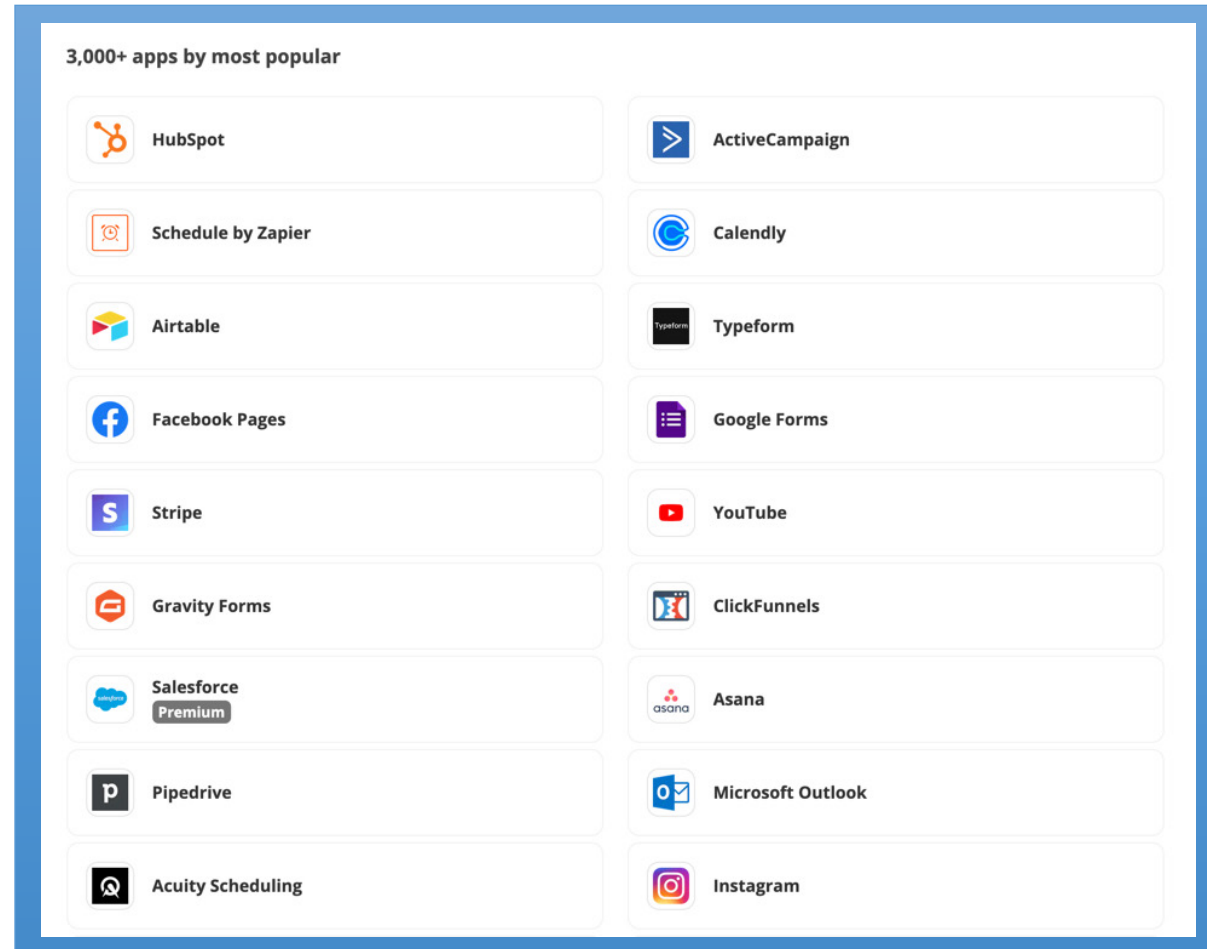 3,000+ apps by most popular
HubSpot
ActiveCampaign
Schedule by Zapier
Calendly
Airtable
Typeform
Typeform
Facebook Pages
Google Forms
S
Stripe
YouTube
Gravity Forms
ClickFunnels
salesforce
Salesforce
Premium
asana
Asana
p
Pipedrive
O
Microsoft Outlook
Acuity Scheduling
Instagram